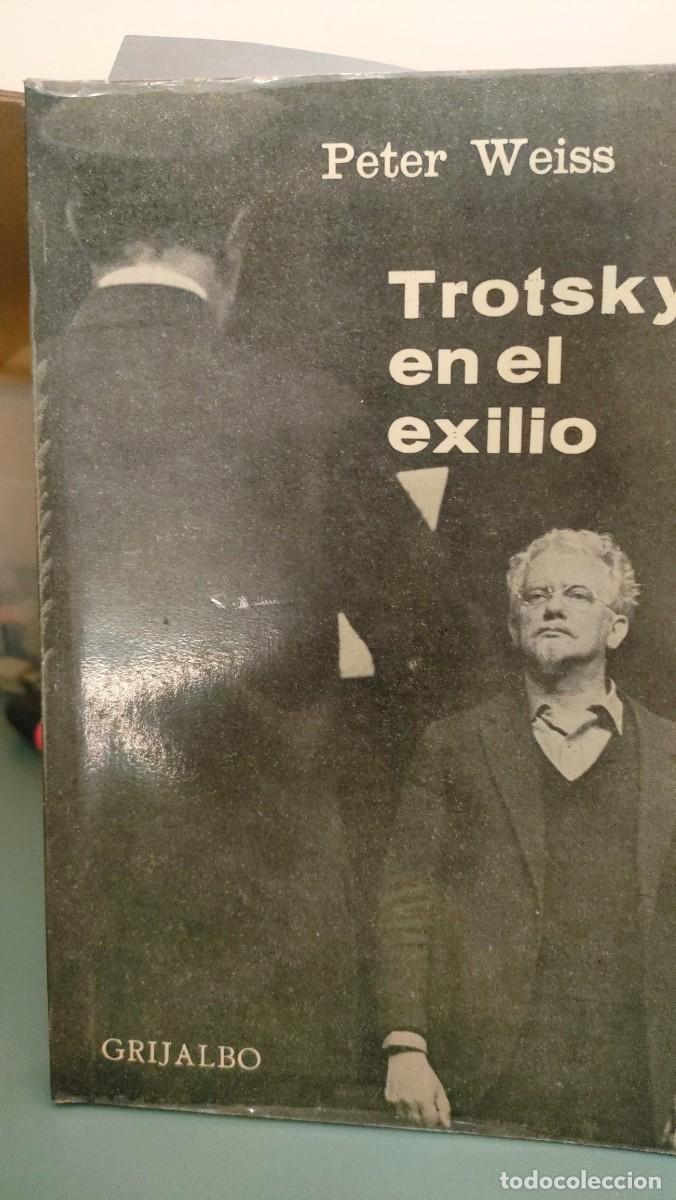 Peter Weiss
Trotsky
en el
exilio
GRIJALBO
todocoleccion